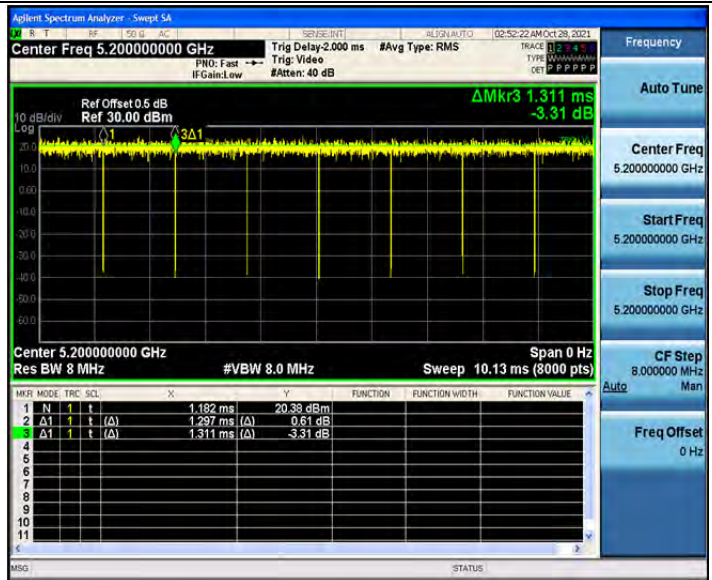 Agilent Spectrum Analyzer - Swept SA
R T RF 50 Ω AC SENSE:INT ALIGNAUTO 02:52:22 AM Oct 28, 2021
Center Freq 5.200000000 GHz
PNO: Fast
IFGain:Low
Trig Delay-2.000 ms
Trig: Video
#Atten: 40 dB
#Avg Type: RMS
TRACE 1 2 3 4 5 6
TYPE WWWWWW
DET P P P P P P
Frequency
Auto Tune
Center Freq
5.200000000 GHz
Start Freq
5.200000000 GHz
Stop Freq
5.200000000 GHz
CF Step
8.000000 MHz
Auto Man
Freq Offset
0 Hz
ΔMkr3 1.311 ms
-3.31 dB
Ref Offset 0.5 dB
10 dB/div Ref 30.00 dBm
Log
1
3Δ1
20.0
10.0
0.00
-10.0
-20.0
-30.0
-40.0
-50.0
-60.0
Center 5.200000000 GHz Span 0 Hz
Res BW 8 MHz #VBW 8.0 MHz Sweep 10.13 ms (8000 pts)
MKR MODE TRC SCL X Y FUNCTION FUNCTION WIDTH FUNCTION VALUE
1 N 1 t 1.182 ms 20.38 dBm
2 Δ1 1 t (Δ) 1.297 ms (Δ) 0.61 dB
3 Δ1 1 t (Δ) 1.311 ms (Δ) -3.31 dB
4
5
6
7
8
9
10
11
MSG STATUS